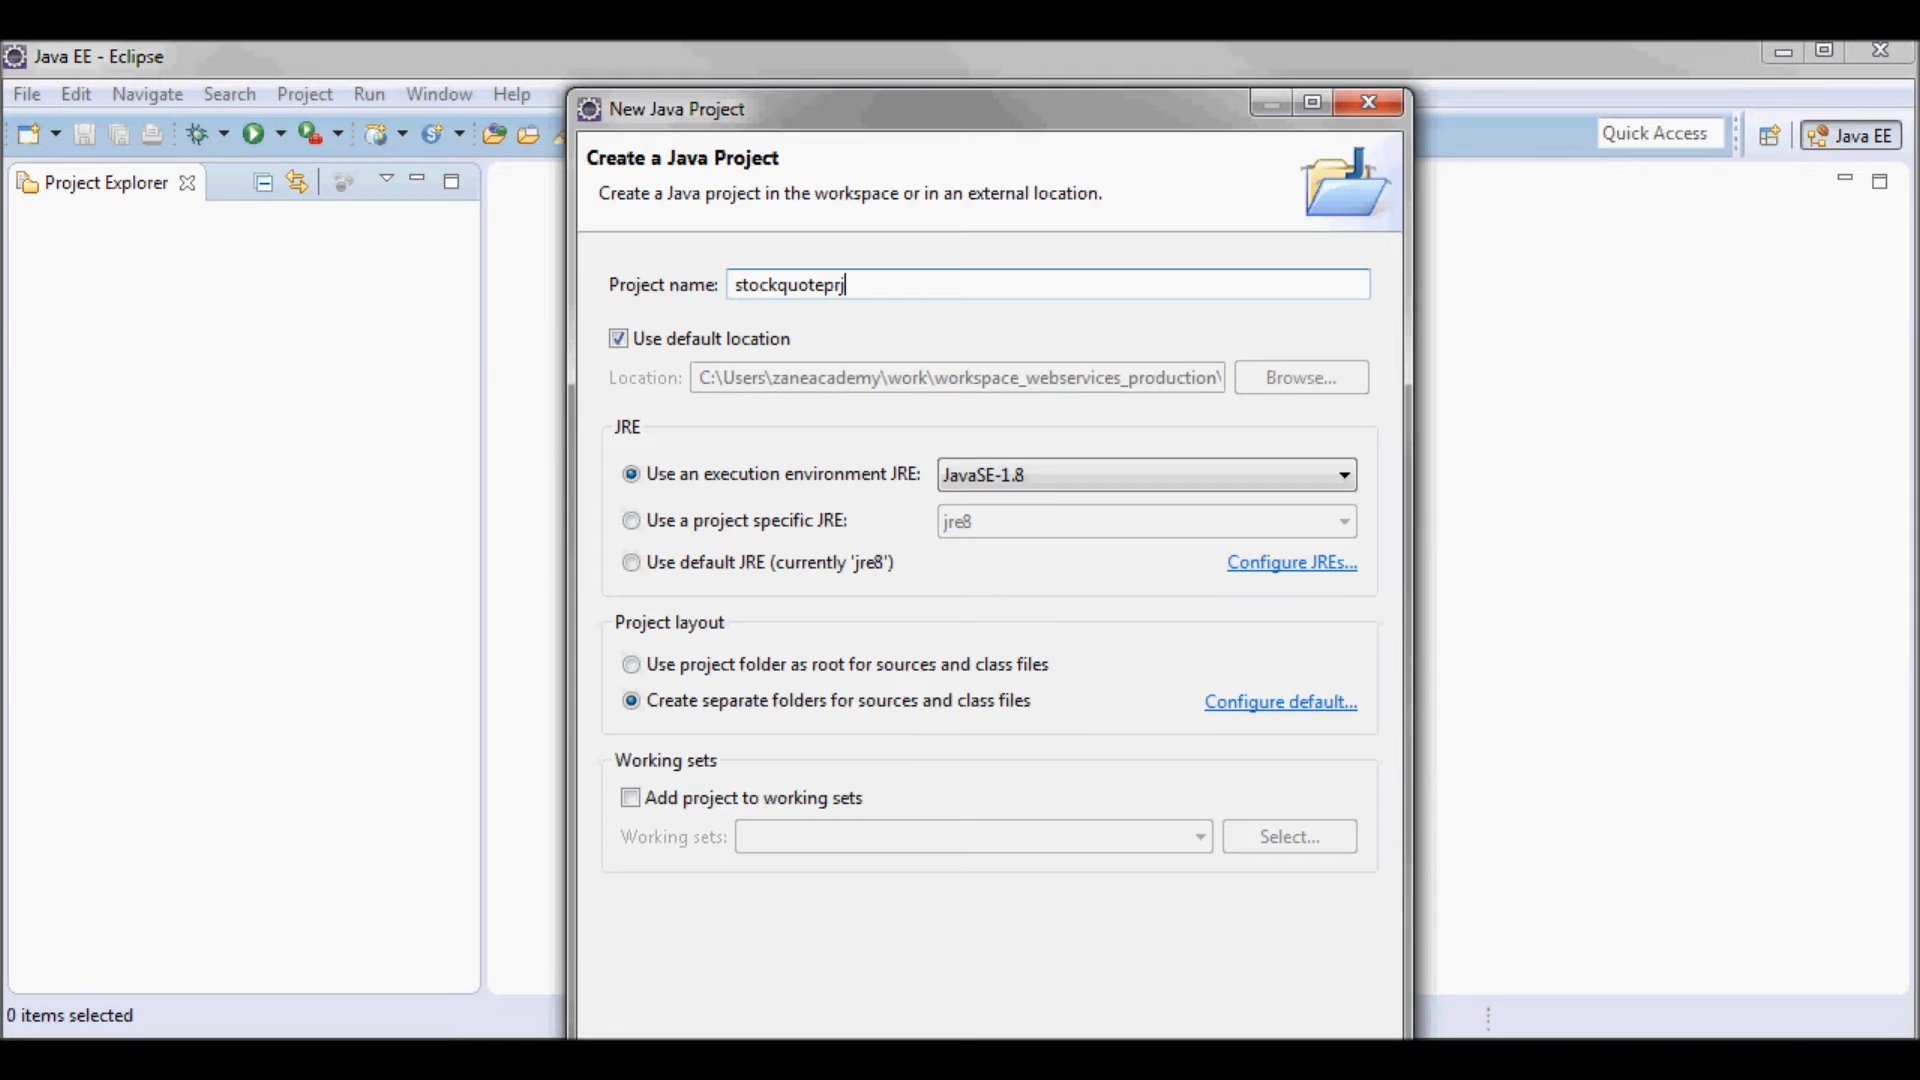 Java EE - Eclipse
File Edit Navigate Search Project Run Window Help
New Java Project
Quick Access
Java EE
Project Explorer
Create a Java Project
Create a Java project in the workspace or in an external location.
Project name: stockquoteprj
Use default location
Location: C:\Users\zaneacademy\work\workspace_webservices_production\ Browse...
JRE
Use an execution environment JRE: JavaSE-1.8
Use a project specific JRE: jre8
Use default JRE (currently 'jre8') Configure JREs...
Project layout
Use project folder as root for sources and class files
Create separate folders for sources and class files Configure default...
Working sets
Add project to working sets
Working sets: Select...
0 items selected